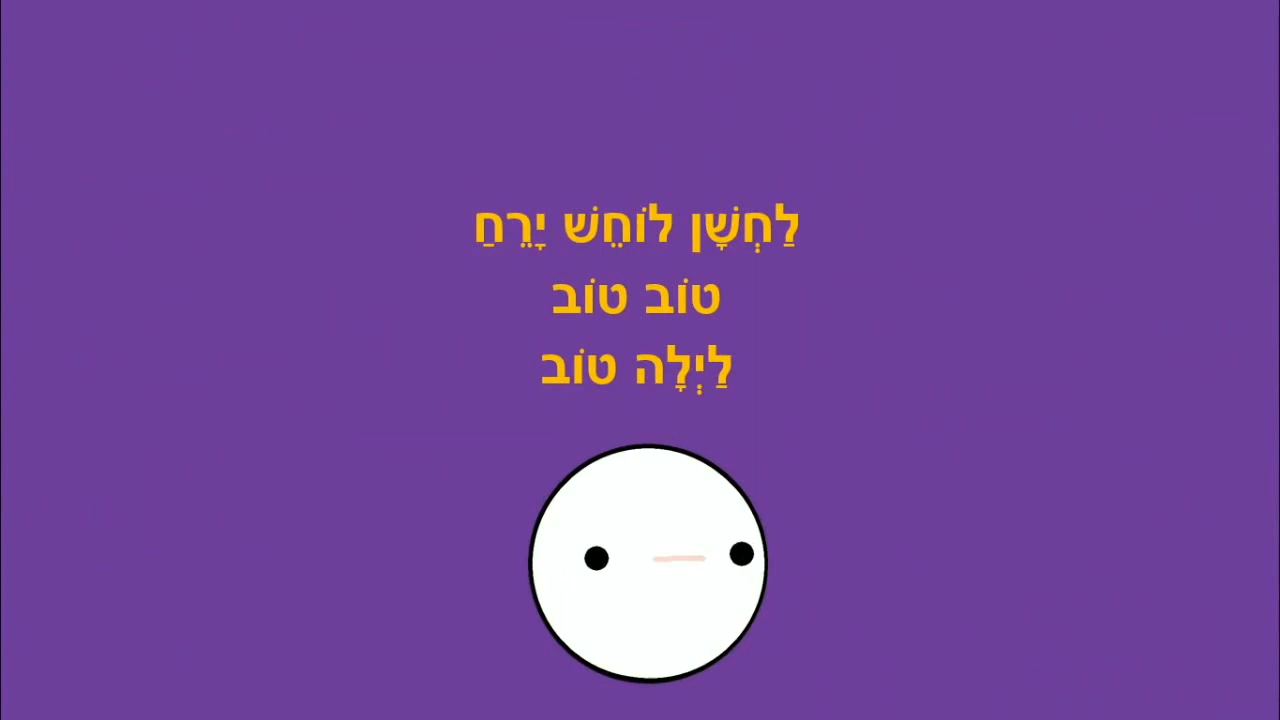 לַחְשָׁן לוֹחֵשׁ יָרֵחַ
טוֹב טוֹב
לַיְלָה טוֹב